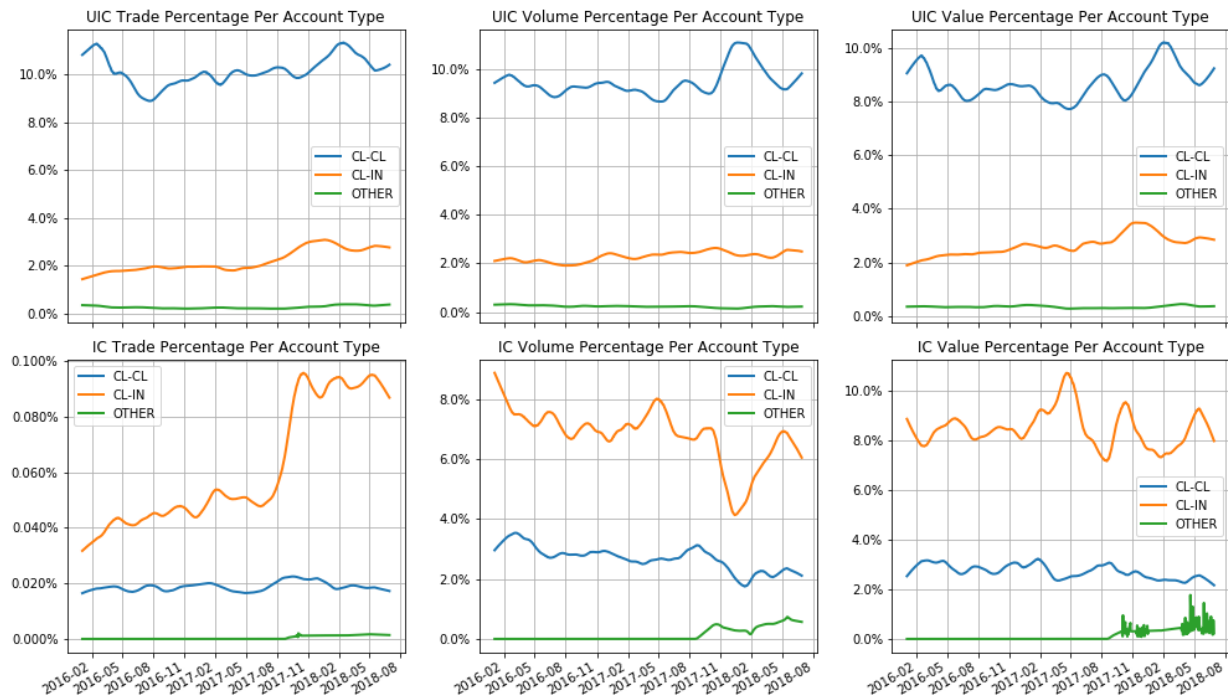 UIC Trade Percentage Per Account Type
10.0%
8.0%
6.0%
4.0%
2.0%
0.0%
CL-CL
CL-IN
OTHER
UIC Volume Percentage Per Account Type
10.0%
8.0%
6.0%
4.0%
2.0%
0.0%
CL-CL
CL-IN
OTHER
UIC Value Percentage Per Account Type
10.0%
8.0%
6.0%
4.0%
2.0%
0.0%
CL-CL
CL-IN
OTHER
IC Trade Percentage Per Account Type
0.100%
0.080%
0.060%
0.040%
0.020%
0.000%
CL-CL
CL-IN
OTHER
2016-02
2016-05
2016-08
2016-11
2017-02
2017-05
2017-08
2017-11
2018-02
2018-05
2018-08
IC Volume Percentage Per Account Type
8.0%
6.0%
4.0%
2.0%
0.0%
CL-CL
CL-IN
OTHER
2016-02
2016-05
2016-08
2016-11
2017-02
2017-05
2017-08
2017-11
2018-02
2018-05
2018-08
IC Value Percentage Per Account Type
10.0%
8.0%
6.0%
4.0%
2.0%
0.0%
CL-CL
CL-IN
OTHER
2016-02
2016-05
2016-08
2016-11
2017-02
2017-05
2017-08
2017-11
2018-02
2018-05
2018-08